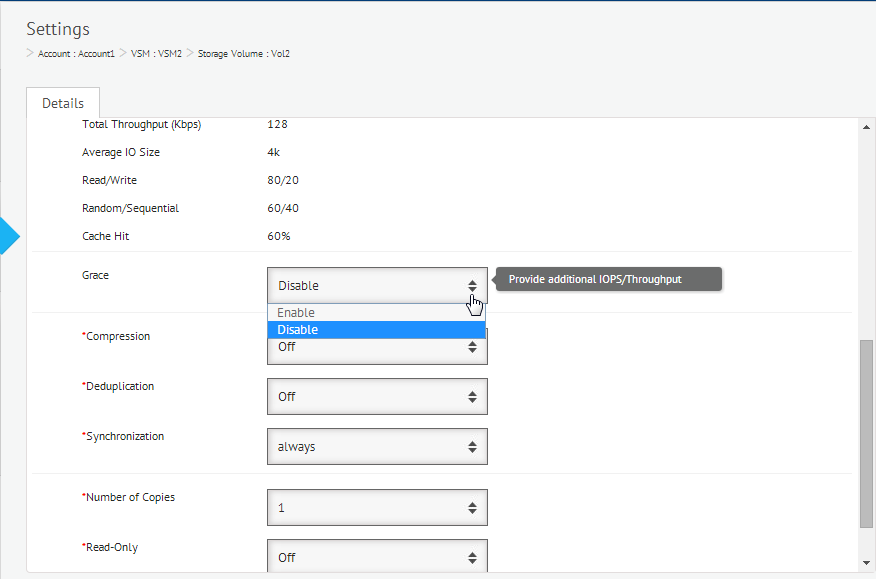 Settings
> Account : Account1 > VSM : VSM2 > Storage Volume : Vol2
Details
Total Throughput (Kbps) 128
Average IO Size 4k
Read/Write 80/20
Random/Sequential 60/40
Cache Hit 60%
Grace Disable Provide additional IOPS/Throughput
Enable
Disable
*Compression Off
*Deduplication Off
*Synchronization always
*Number of Copies 1
*Read-Only Off